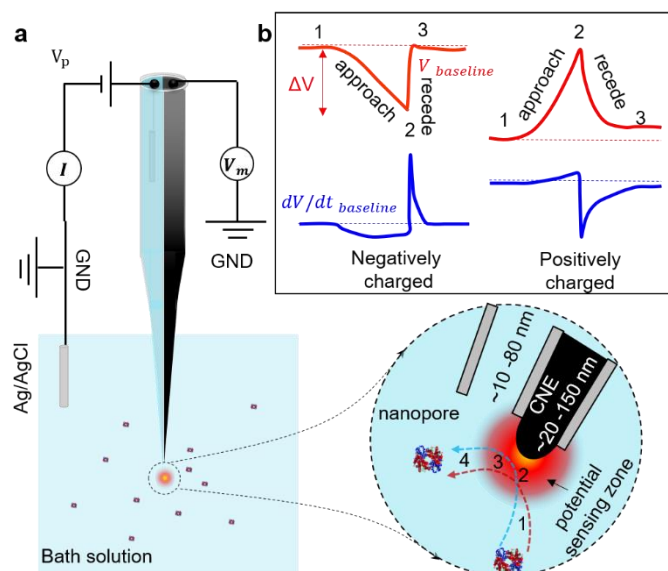 a
V_p
I
V_m
GND
GND
Ag/AgCl
Bath solution
b
1
3
approach
recede
V baseline
ΔV
2
dV/dt baseline
Negatively
charged
2
approach
recede
1
3
Positively
charged
~10 -80 nm
CNE
~20 -150 nm
nanopore
4
3
2
1
potential
sensing zone